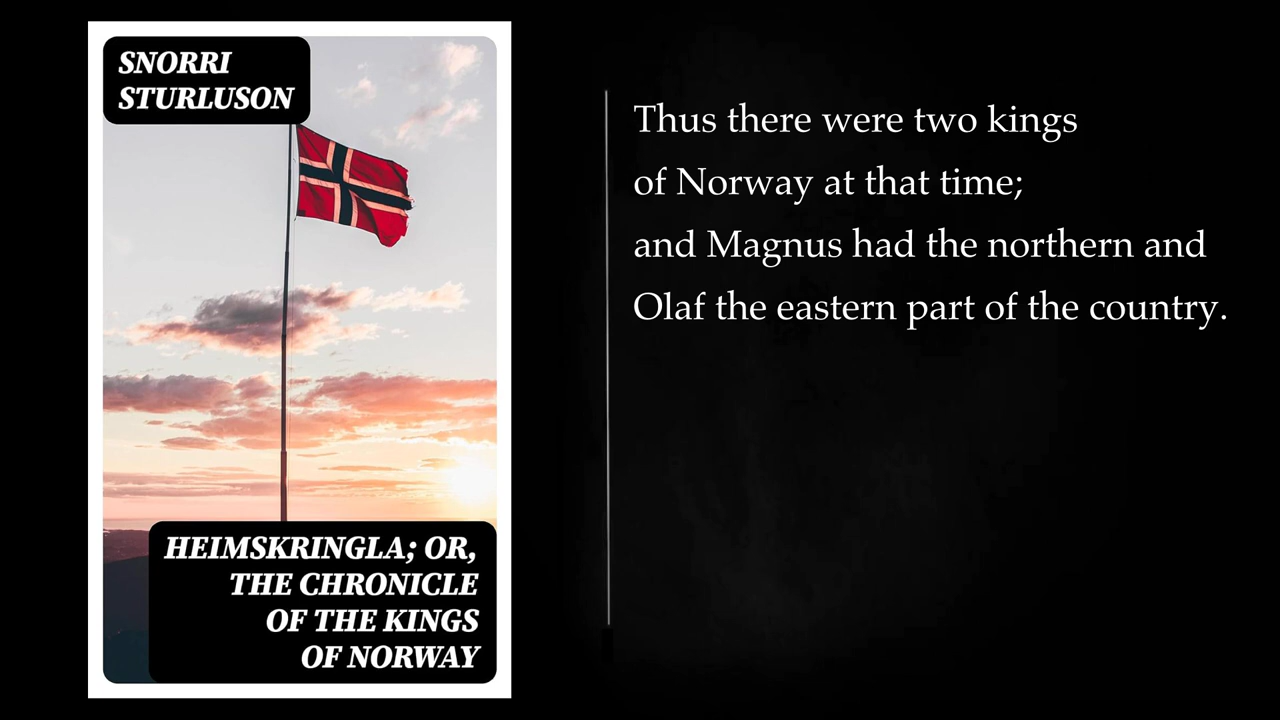 SNORRI
STURLUSON
HEIMSKRINGLA; OR,
THE CHRONICLE
OF THE KINGS
OF NORWAY
Thus there were two kings
of Norway at that time;
and Magnus had the northern and
Olaf the eastern part of the country.